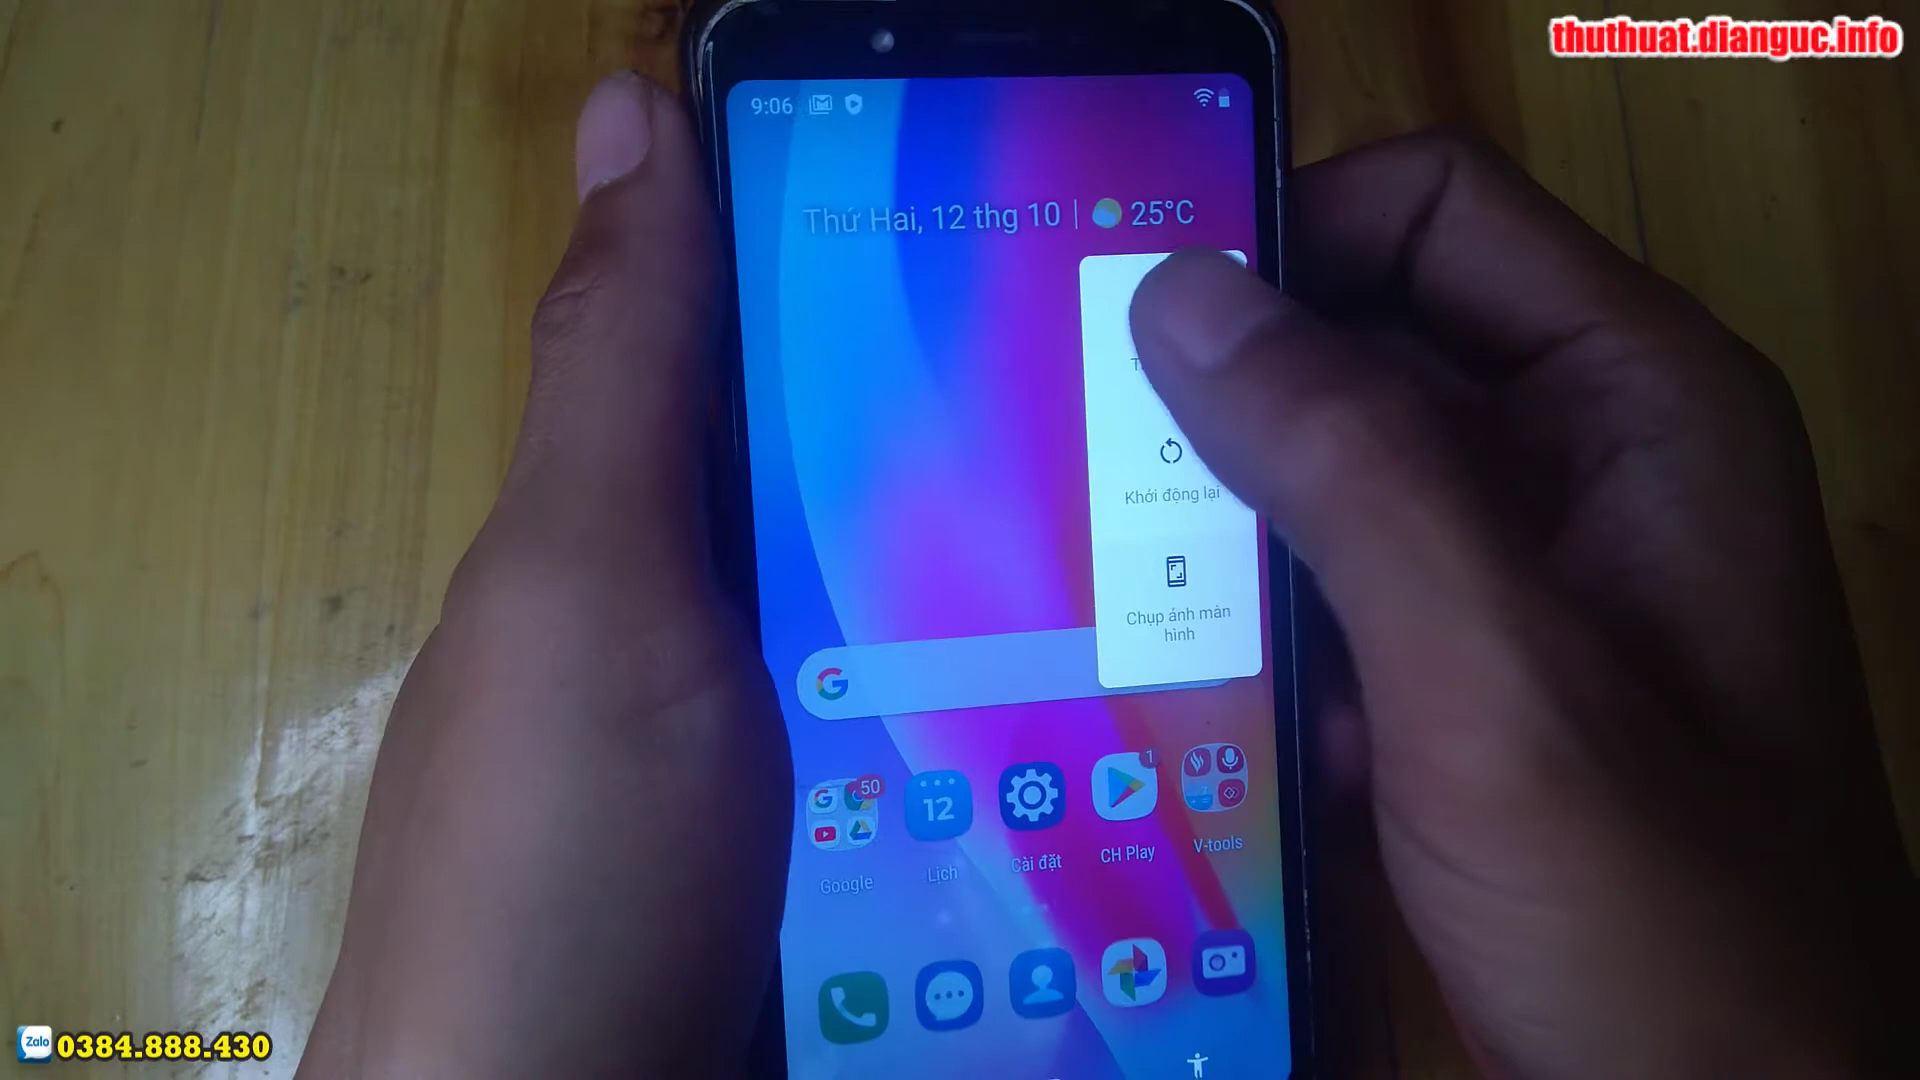 thuthuat.dianguc.info
9:06
Thứ Hai, 12 thg 10 | 25°C
Khởi động lại
Chụp ảnh màn
hình
50
12
1
Google
Lịch
Cài đặt
CH Play
V-tools
Zalo
0384.888.430